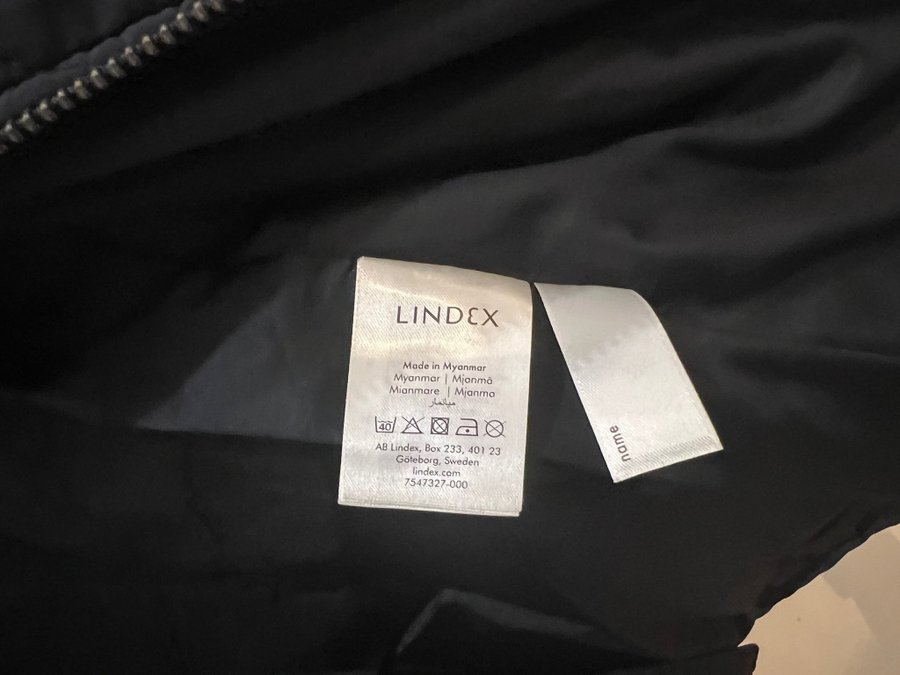 LINDEX
Made in Myanmar
Myanmar | Mjanmā
Mianmare | Mjanma
ميانمار
40
AB Lindex, Box 233, 401 23
Göteborg, Sweden
lindex.com
7547327-000
name